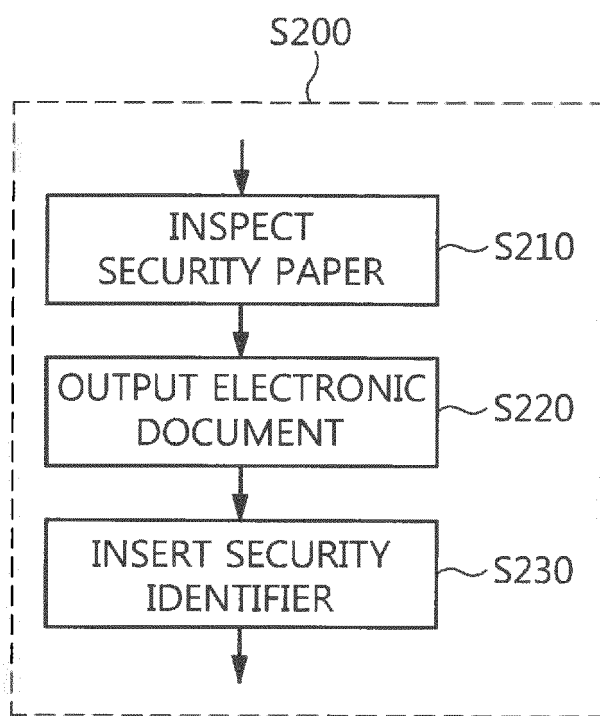 S200
INSPECT
SECURITY PAPER
S210
OUTPUT ELECTRONIC
DOCUMENT
S220
INSERT SECURITY
IDENTIFIER
S230